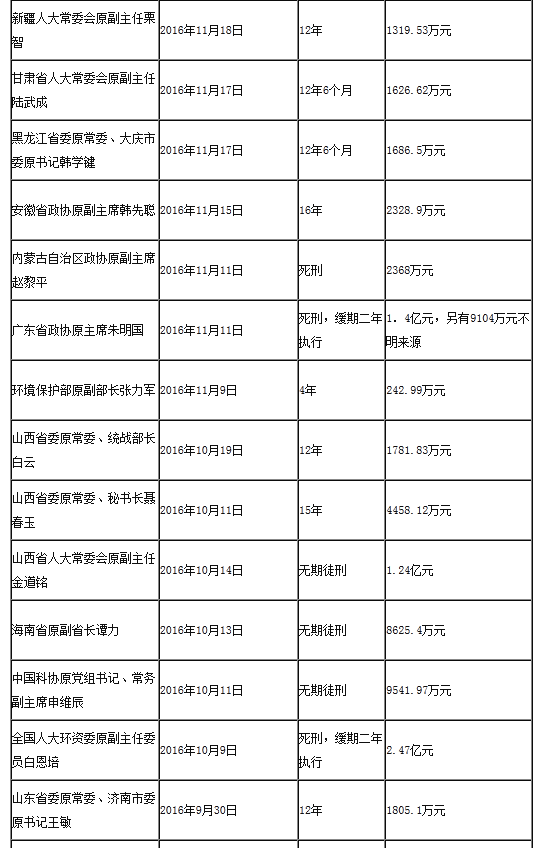 新疆人大常委会原副主任栗
智
2016年11月18日
12年
1319.53万元
甘肃省人大常委会原副主任
陆武成
2016年11月17日
12年6个月
1626.62万元
黑龙江省委原常委、大庆市
委原书记韩学键
2016年11月17日
12年6个月
1686.5万元
安徽省政协原副主席韩先聪
2016年11月15日
16年
2328.9万元
内蒙古自治区政协原副主席
赵黎平
2016年11月11日
死刑
2368万元
广东省政协原主席朱明国
2016年11月11日
死刑，缓期二年
执行
1. 4亿元，另有9104万元不
明来源
环境保护部原副部长张力军
2016年11月9日
4年
242.99万元
山西省委原常委、统战部长
白云
2016年10月19日
12年
1781.83万元
山西省委原常委、秘书长聂
春玉
2016年10月11日
15年
4458.12万元
山西省人大常委会原副主任
金道铭
2016年10月14日
无期徒刑
1.24亿元
海南省原副省长谭力
2016年10月13日
无期徒刑
8625.4万元
中国科协原党组书记、常务
副主席申维辰
2016年10月11日
无期徒刑
9541.97万元
全国人大环资委原副主任委
员白恩培
2016年10月9日
死刑，缓期二年
执行
2.47亿元
山东省委原常委、济南市委
原书记王敏
2016年9月30日
12年
1805.1万元